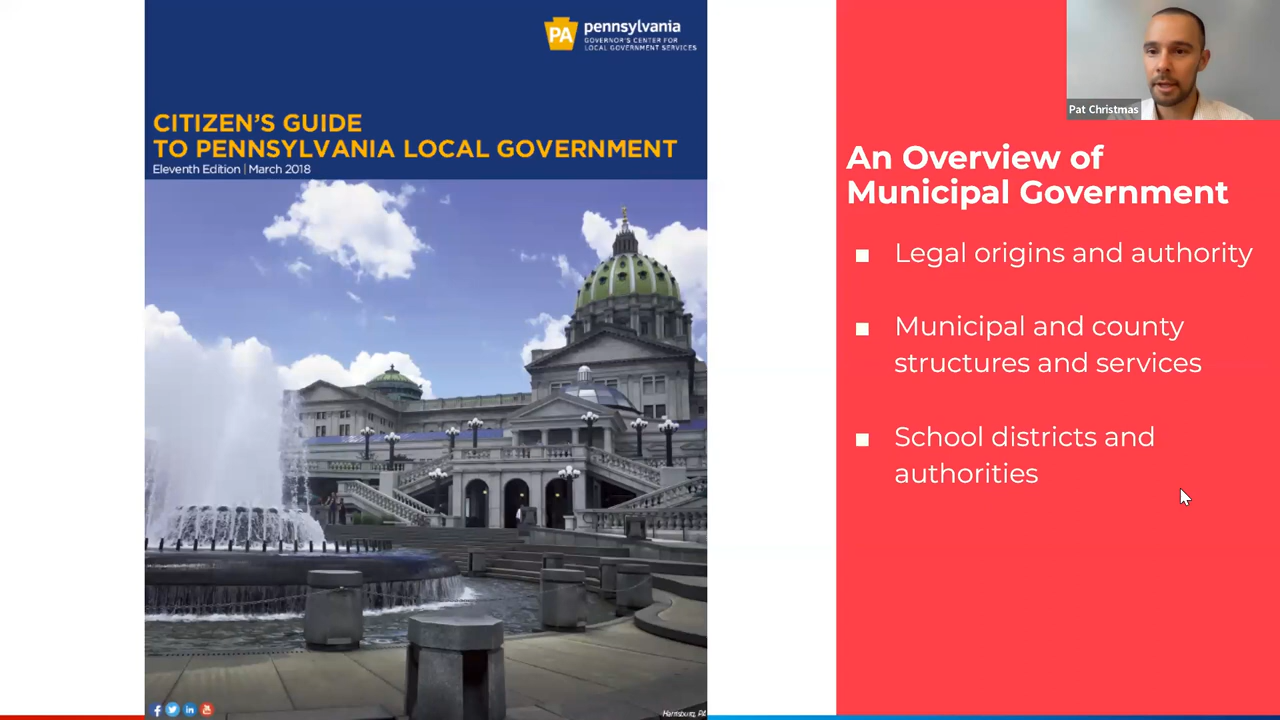 PA
pennsylvania
GOVERNOR'S CENTER FOR
LOCAL GOVERNMENT SERVICES
CITIZEN'S GUIDE
TO PENNSYLVANIA LOCAL GOVERNMENT
Eleventh Edition | March 2018
Harrisburg, PA
Pat Christmas
An Overview of
Municipal Government
■ Legal origins and authority
■ Municipal and county
structures and services
■ School districts and
authorities